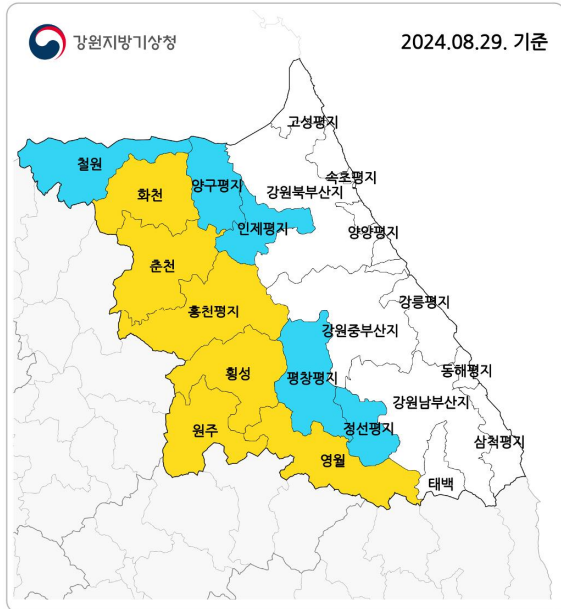 강원지방기상청
2024.08.29. 기준
고성평지
철원
양구평지
속초평지
화천
강원북부산지
인제평지
양양평지
춘천
홍천평지
강릉평지
강원중부산지
횡성
평창평지
동해평지
강원남부산지
원주
정선평지
삼척평지
영월
태백